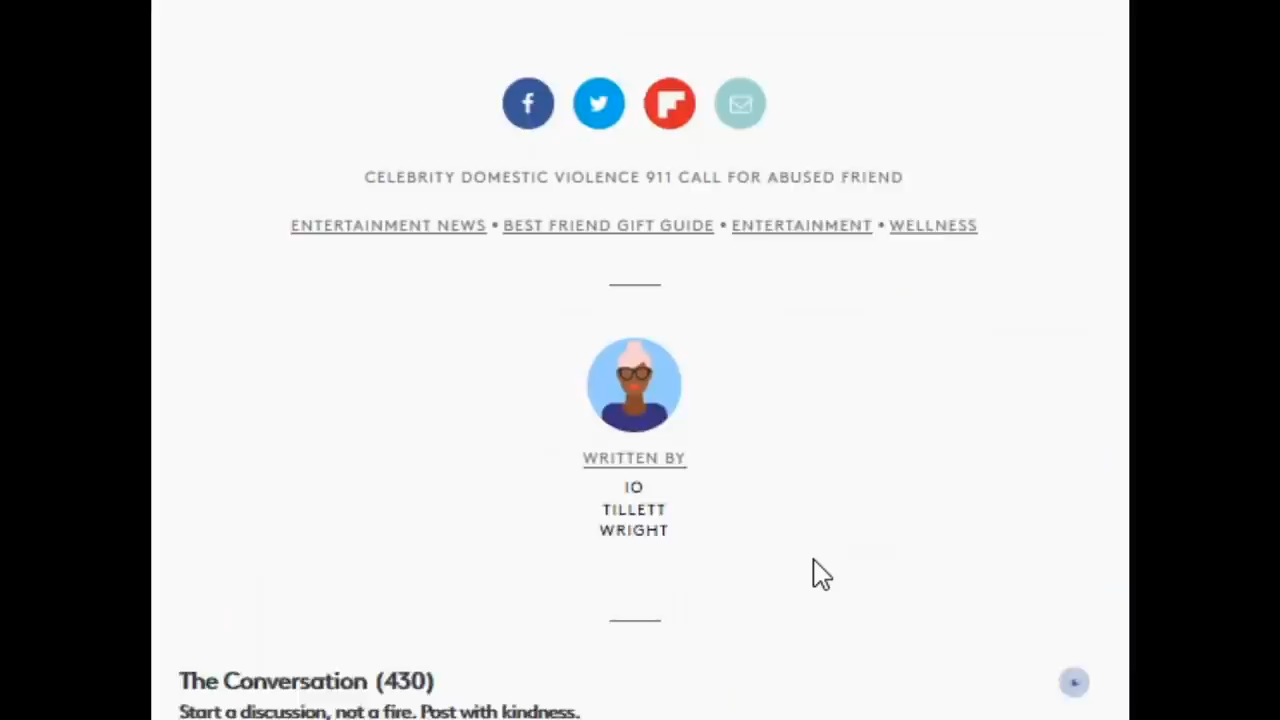 CELEBRITY DOMESTIC VIOLENCE 911 CALL FOR ABUSED FRIEND
ENTERTAINMENT NEWS • BEST FRIEND GIFT GUIDE • ENTERTAINMENT • WELLNESS
WRITTEN BY
IO
TILLETT
WRIGHT
The Conversation (430)
Start a discussion, not a fire. Post with kindness.